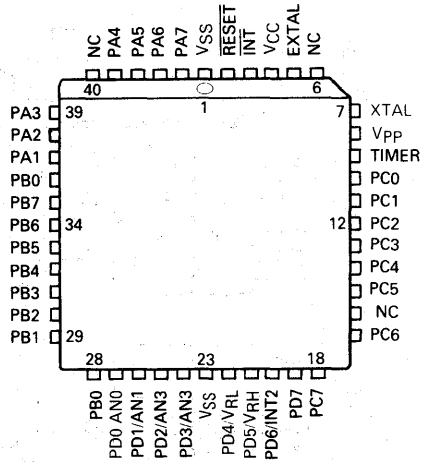 NC PA4 PA5 PA6 PA7 VSS RESET INT VCC EXTAL NC
40 1 6
PA3 39 7 XTAL
PA2 VPP
PA1 TIMER
PB0 PC0
PB7 PC1
PB6 34 12 PC2
PB5 PC3
PB4 PC4
PB3 PC5
PB2 NC
PB1 29 PC6
28 23 18
PB0 PD0 AN0 PD1/AN1 PD2/AN3 PD3/AN3 VSS PD4/VRL PD5/VRH PD6/INT2 PD7 PC7